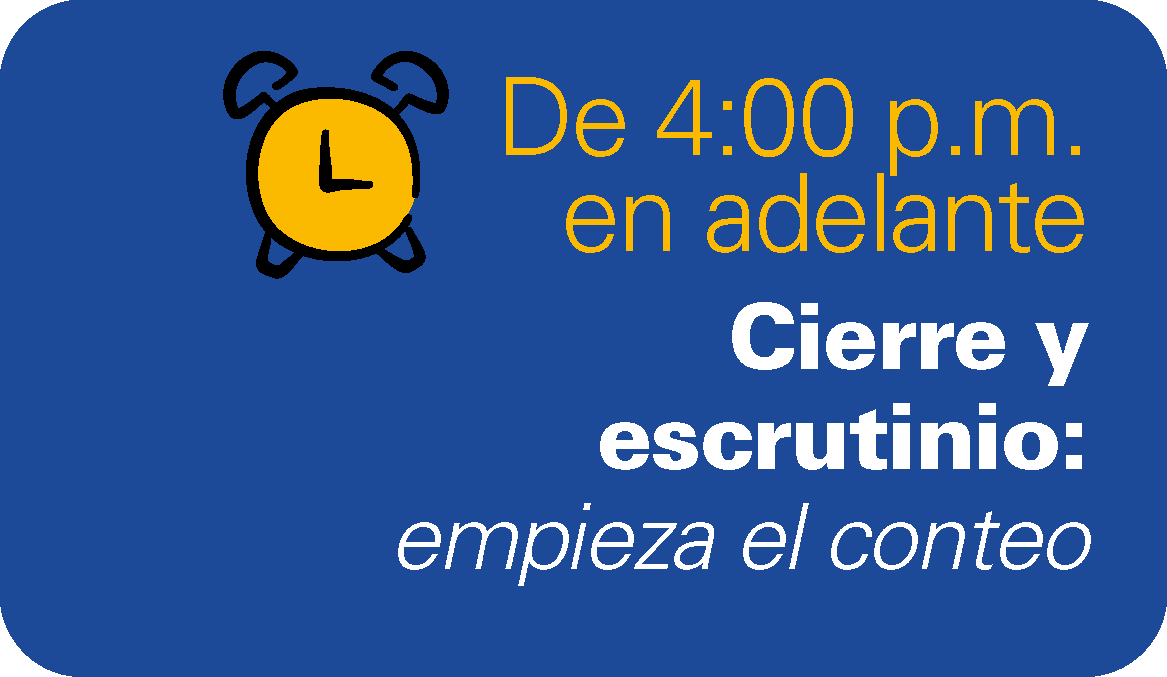 De 4:00 p.m.
en adelante
Cierre y
escrutinio:
empieza el conteo